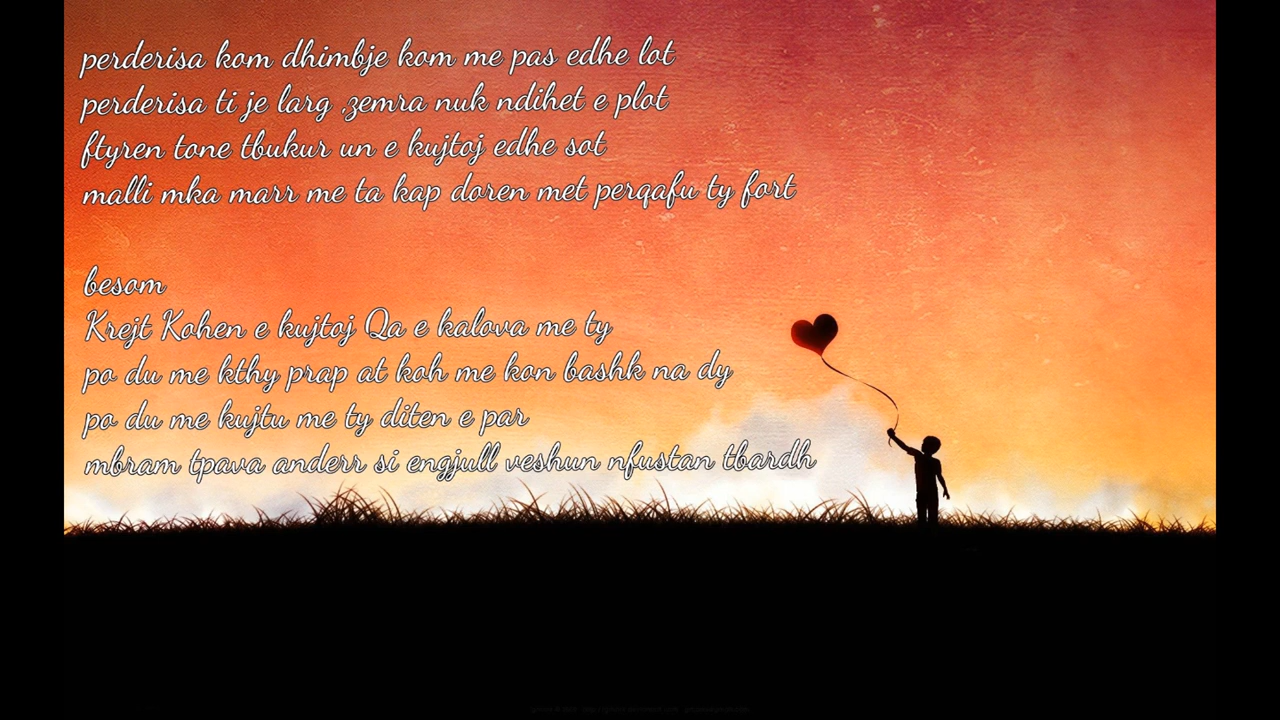 perderisa kom dhimbje kom me pas edhe lot
perderisa ti je larg ,zemra nuk ndihet e plot
ftyren tone tbukur un e kujtoj edhe sot
malli mka marr me ta kap doren met perqafu ty fort
besom
Krejt Kohen e kujtoj Qa e kalova me ty
po du me kthy prap at koh me kon bashk na dy
po du me kujtu me ty diten e par
mbram tpava anderr si engjull veshun nfustan tbardh